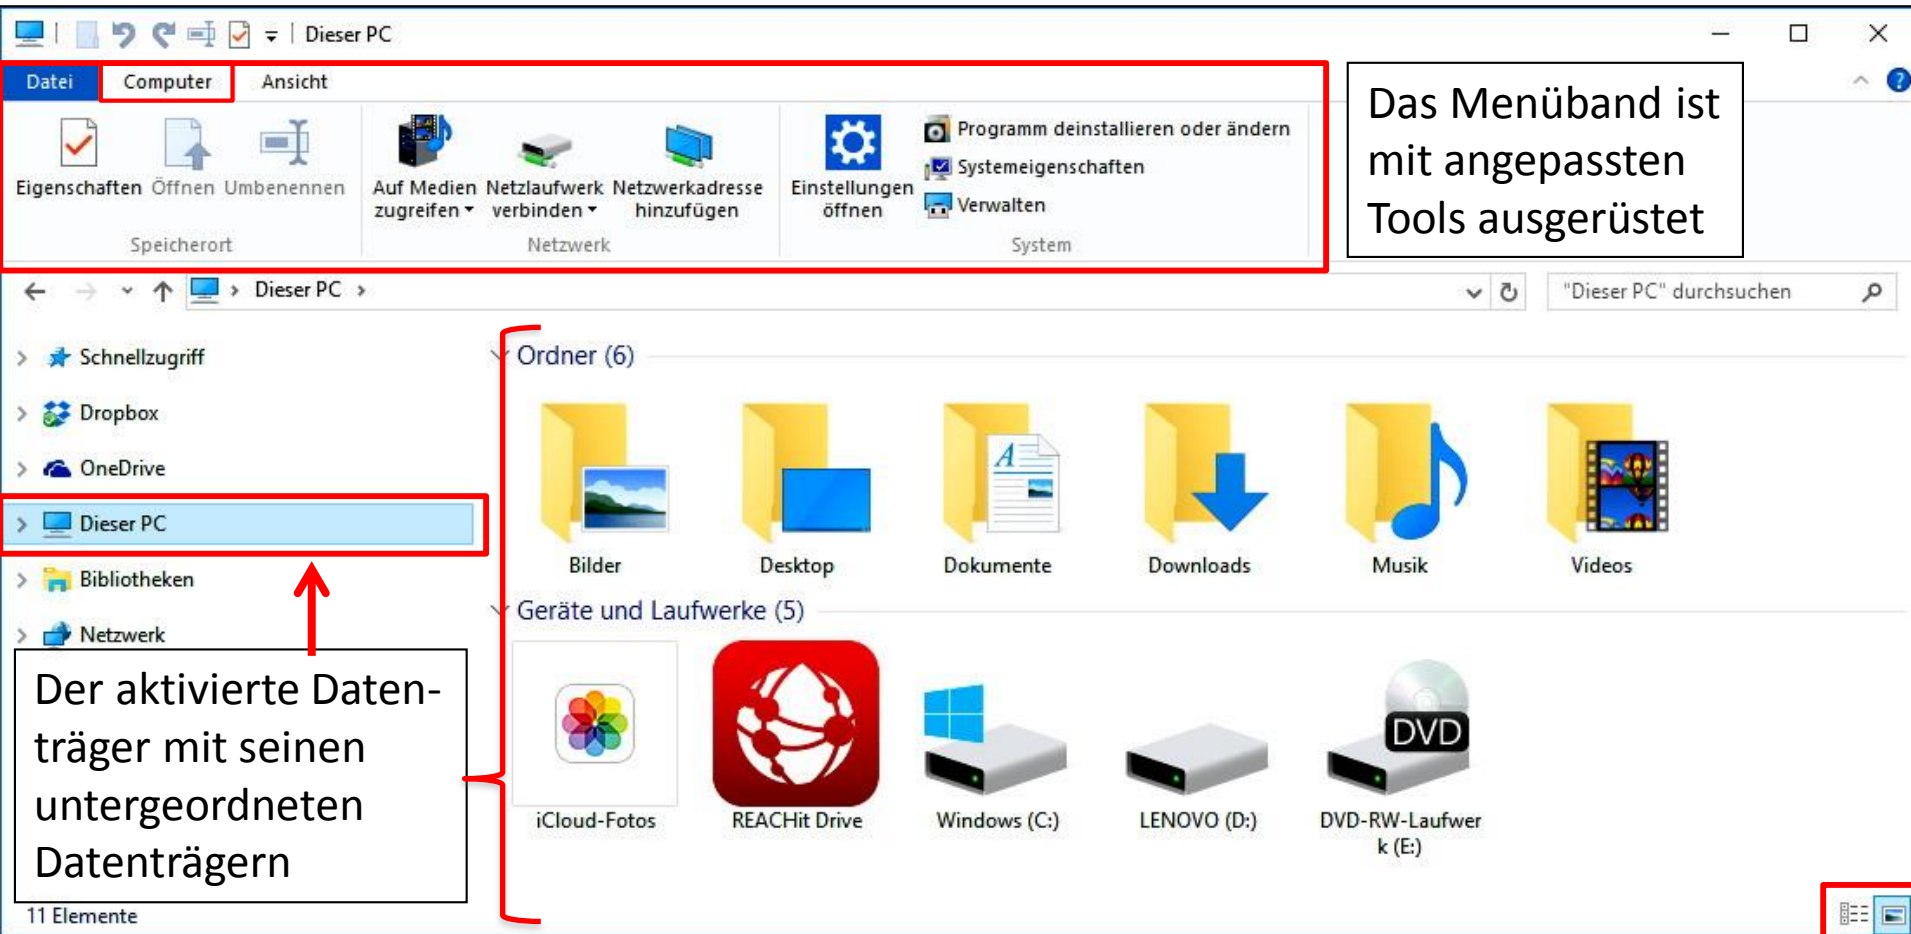 Dieser PC
Datei Computer Ansicht
Das Menüband ist
mit angepassten
Tools ausgerüstet
Eigenschaften Öffnen Umbenennen
Auf Medien zugreifen
Netzlaufwerk verbinden
Netzwerkadresse hinzufügen
Einstellungen öffnen
Programm deinstallieren oder ändern
Systemeigenschaften
Verwalten
Speicherort Netzwerk System
Dieser PC
"Dieser PC" durchsuchen
Schnellzugriff
Dropbox
OneDrive
Dieser PC
Bibliotheken
Netzwerk
Der aktivierte Daten-
träger mit seinen
untergeordneten
Datenträgern
Ordner (6)
Bilder Desktop Dokumente Downloads Musik Videos
Geräte und Laufwerke (5)
A
DVD
iCloud-Fotos REACHit Drive Windows (C:) LENOVO (D:) DVD-RW-Laufwer
k (E:)
11 Elemente